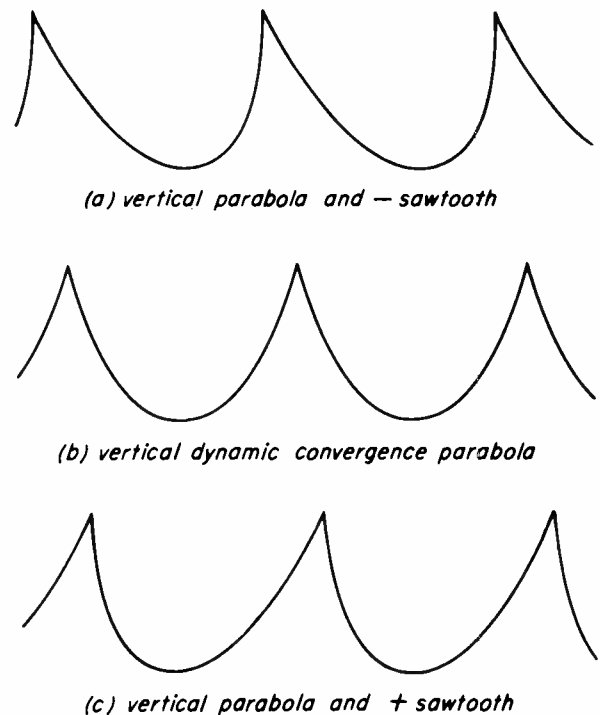 (a) vertical parabola and – sawtooth
(b) vertical dynamic convergence parabola
(c) vertical parabola and + sawtooth